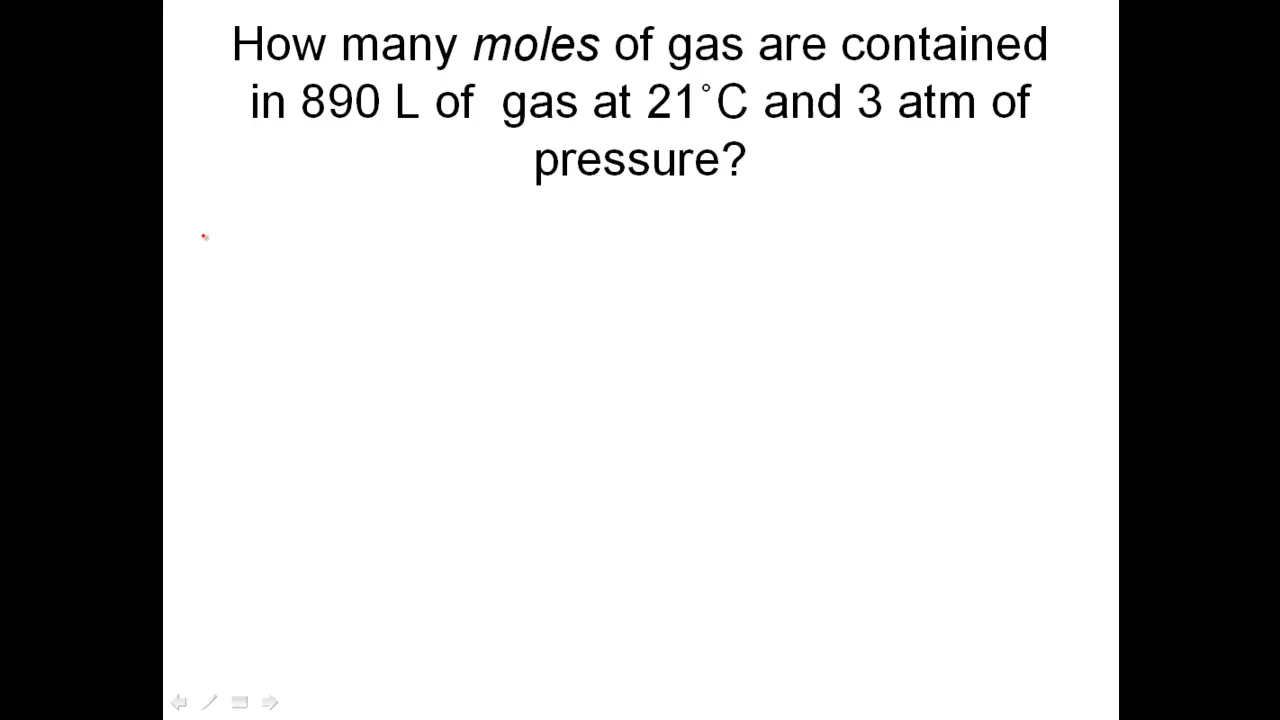 How many moles of gas are contained
in 890 L of  gas at 21˚C and 3 atm of
pressure?